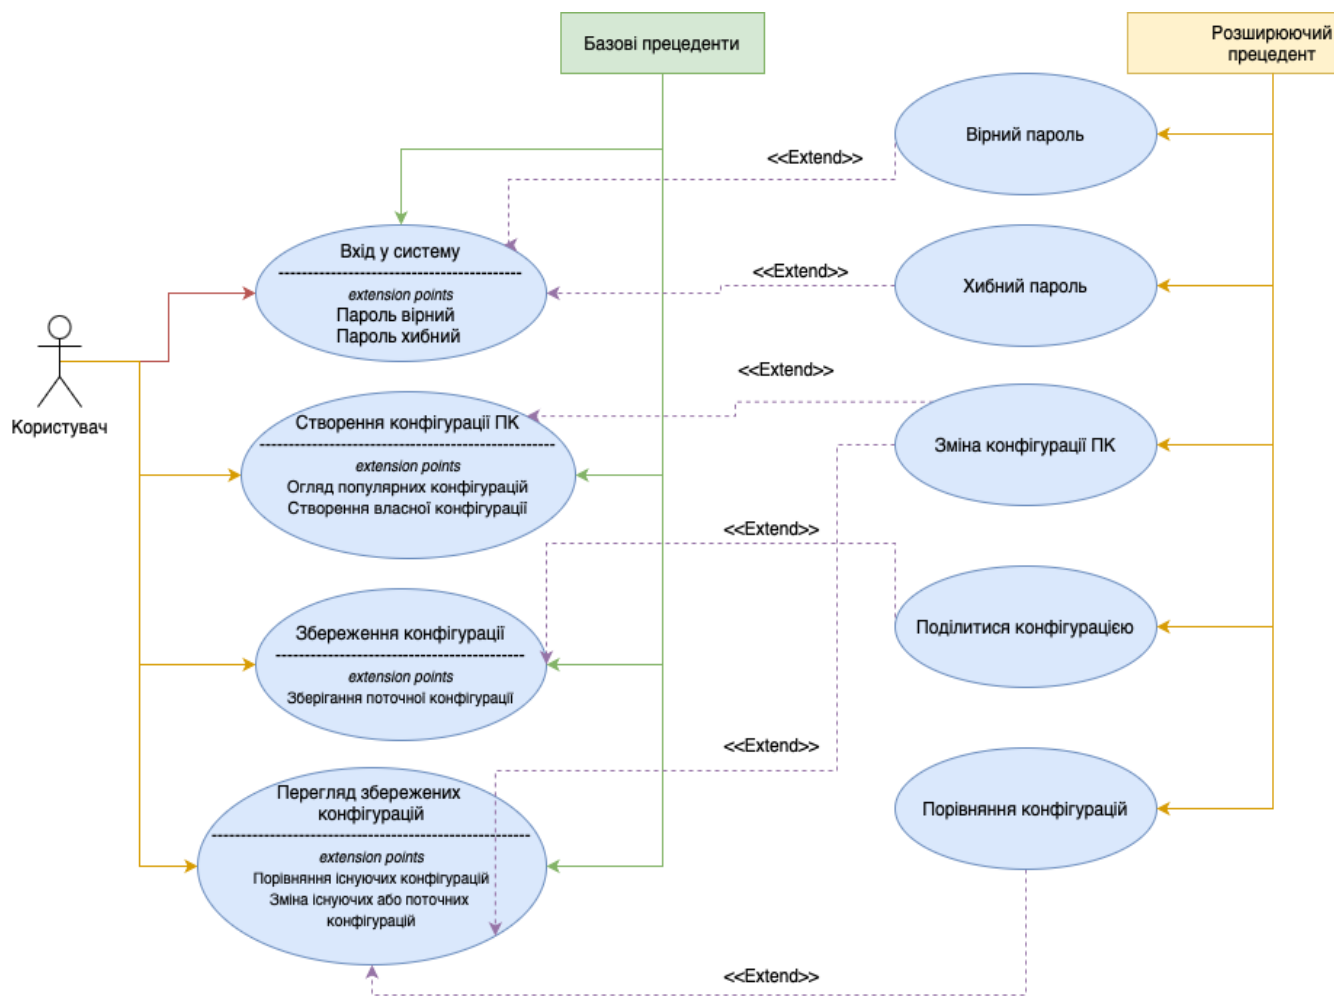 Базові прецеденти
Розширюючий
прецедент
Вірний пароль
<<Extend>>
Вхід у систему
extension points
Пароль вірний
Пароль хибний
<<Extend>>
Хибний пароль
Користувач
<<Extend>>
Створення конфігурації ПК
extension points
Огляд популярних конфігурацій
Створення власної конфігурації
Зміна конфігурації ПК
<<Extend>>
Збереження конфігурації
extension points
Зберігання поточної конфігурації
Поділитися конфігурацією
<<Extend>>
Перегляд збережених
конфігурацій
extension points
Порівняння існуючих конфігурацій
Зміна існуючих або поточних
конфігурацій
Порівняння конфігурацій
<<Extend>>